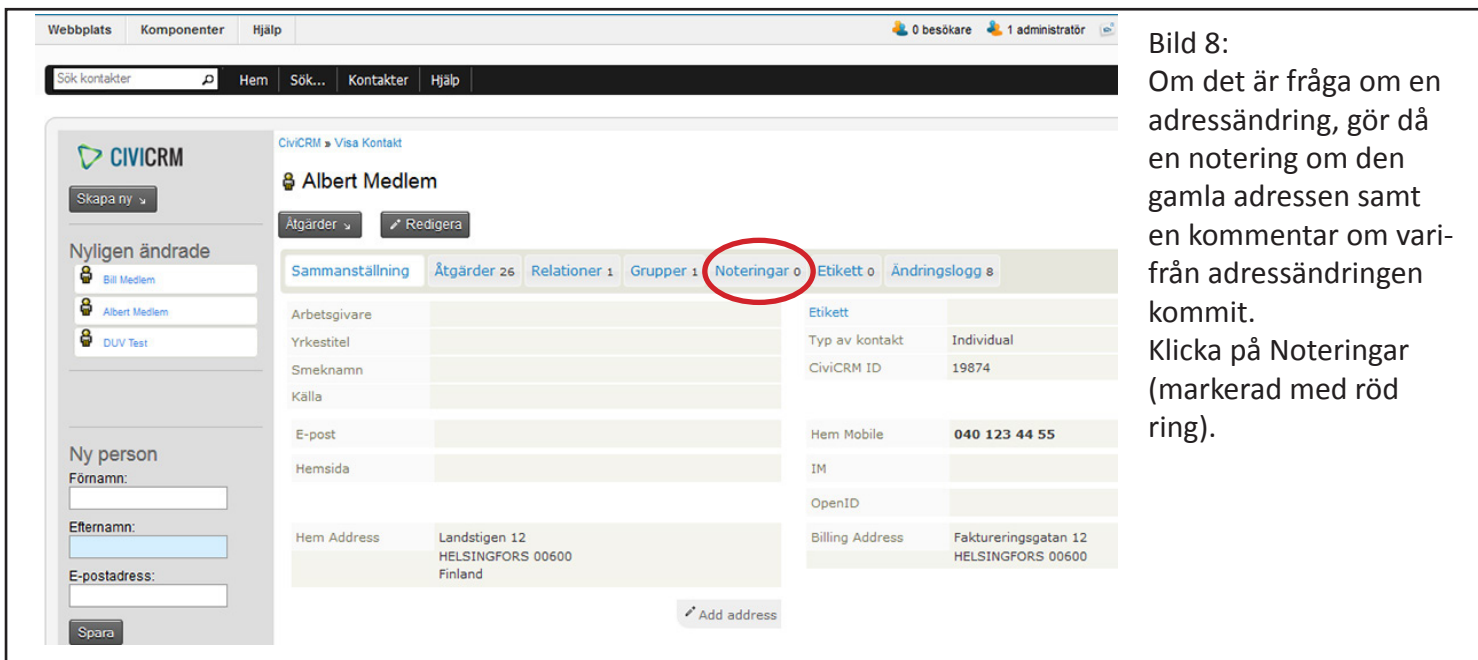 Webbplats Komponenter Hjälp 0 besökare 1 administratör
Sök kontakter Hem Sök... Kontakter Hjälp
CIVICRM
Skapa ny
Nyligen ändrade
Bill Medlem
Albert Medlem
DUV Test
Ny person
Förnamn:
Efternamn:
E-postadress:
Spara
CiviCRM » Visa Kontakt
Albert Medlem
Åtgärder Redigera
Sammanställning Åtgärder 26 Relationer 1 Grupper 1 Noteringar 0 Etikett 0 Ändringslogg 8
Arbetsgivare
Yrkestitel
Smeknamn
Källa
Etikett
Typ av kontakt Individual
CiviCRM ID 19874
E-post
Hemsida
Hem Mobile 040 123 44 55
IM
OpenID
Hem Address Landstigen 12
HELSINGFORS 00600
Finland
Billing Address Faktureringsgatan 12
HELSINGFORS 00600
Add address
Bild 8:
Om det är fråga om en
adressändring, gör då
en notering om den
gamla adressen samt
en kommentar om vari-
från adressändringen
kommit.
Klicka på Noteringar
(markerad med röd
ring).